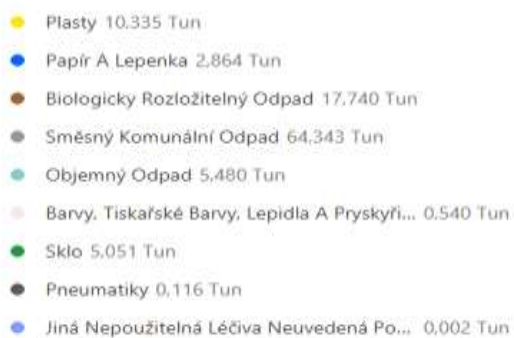 Plasty 10,335 Tun
Papír A Lepenka 2,864 Tun
Biologicky Rozložitelný Odpad 17,740 Tun
Směsný Komunální Odpad 64,343 Tun
Objemný Odpad 5,480 Tun
Barvy, Tiskařské Barvy, Lepidla A Pryskyři... 0,540 Tun
Sklo 5,051 Tun
Pneumatiky 0,116 Tun
Jiná Nepoužitelná Léčiva Neuvedená Po... 0,002 Tun